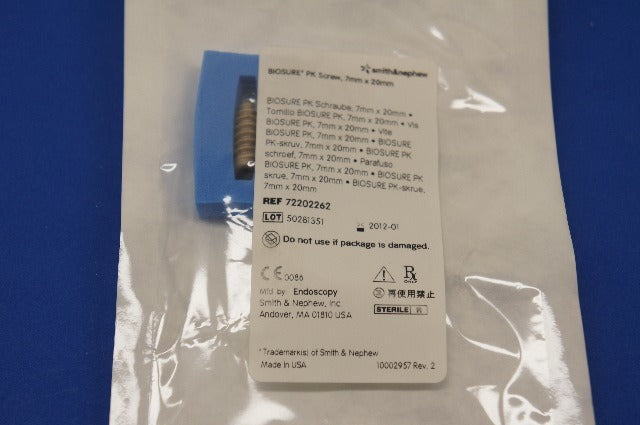 smith&nephew
BIOSURE* PK Screw, 7mm x 20mm
BIOSURE PK Schraube, 7mm x 20mm •
Tornillo BIOSURE PK, 7mm x 20mm • Vis
BIOSURE PK, 7mm x 20mm • Vite
BIOSURE PK, 7mm x 20mm • BIOSURE
PK-skruv, 7mm x 20mm • BIOSURE PK
schroef, 7mm x 20mm • Parafuso
BIOSURE PK, 7mm x 20mm • BIOSURE PK
skrue, 7mm x 20mm • BIOSURE PK-skrue,
7mm x 20mm
REF 72202262
LOT 50281351 2012-01
Do not use if package is damaged.
CE 0086 Rx ONLY
Mfd by: Endoscopy 再使用禁止
Smith & Nephew, Inc. STERILE R
Andover, MA 01810 USA
*Trademark(s) of Smith & Nephew
Made in USA 10002957 Rev. 2